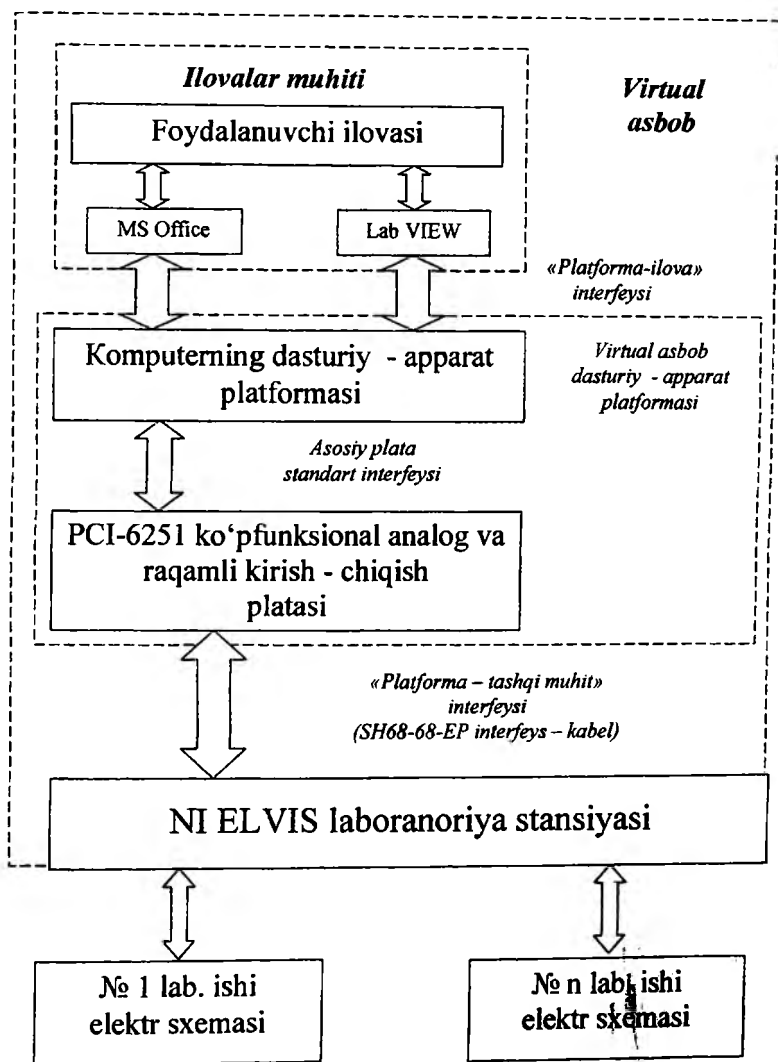 Ilovalar muhiti
Virtual
asbob
Foydalanuvchi ilovasi
MS Office
Lab VIEW
«Platforma-ilova»
interfeysi
Komputerning dasturiy - apparat
platformasi
Virtual asbob
dasturiy - apparat
platformasi
Asosiy plata
standart interfeysi
PCI-6251 ko‘pfunksional analog va
raqamli kirish - chiqish
platasi
«Platforma – tashqi muhit»
interfeysi
(SH68-68-EP interfeys – kabel)
NI ELVIS laboranoriya stansiyasi
№ 1 lab. ishi
elektr sxemasi
№ n lab. ishi
elektr sxemasi